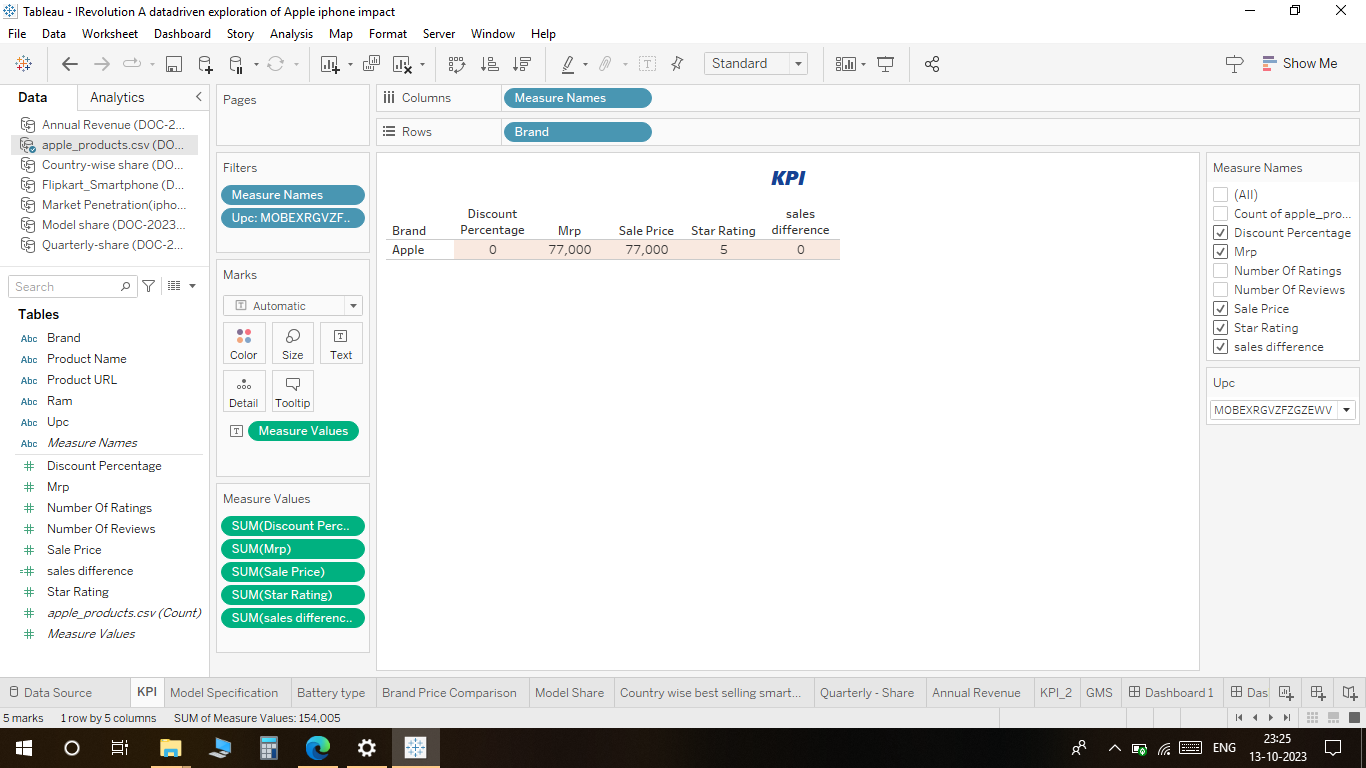 Tableau - IRevolution A datadriven exploration of Apple iphone impact
File Data Worksheet Dashboard Story Analysis Map Format Server Window Help
Standard
Show Me
Data Analytics
Annual Revenue (DOC-2...
apple_products.csv (DO...
Country-wise share (DO...
Flipkart_Smartphone (D...
Market Penetration(ipho...
Model share (DOC-2023...
Quarterly-share (DOC-2...
Search
Tables
Abc Brand
Abc Product Name
Abc Product URL
Abc Ram
Abc Upc
Abc Measure Names
# Discount Percentage
# Mrp
# Number Of Ratings
# Number Of Reviews
# Sale Price
=# sales difference
# Star Rating
# apple_products.csv (Count)
# Measure Values
Pages
Filters
Measure Names
Upc: MOBEXRGVZF..
Marks
T Automatic
Color Size Text
Detail Tooltip
T Measure Values
Measure Values
SUM(Discount Perc..
SUM(Mrp)
SUM(Sale Price)
SUM(Star Rating)
SUM(sales differenc..
Columns Measure Names
Rows Brand
KPI
Brand Discount Percentage Mrp Sale Price Star Rating sales difference
Apple 0 77,000 77,000 5 0
Measure Names
(All)
Count of apple_pro...
Discount Percentage
Mrp
Number Of Ratings
Number Of Reviews
Sale Price
Star Rating
sales difference
Upc
MOBEXRGVZFZGZEWV
Data Source KPI Model Specification Battery type Brand Price Comparison Model Share Country wise best selling smart... Quarterly - Share Annual Revenue KPI_2 GMS Dashboard 1 Das
5 marks 1 row by 5 columns SUM of Measure Values: 154,005
ENG
23:25
13-10-2023